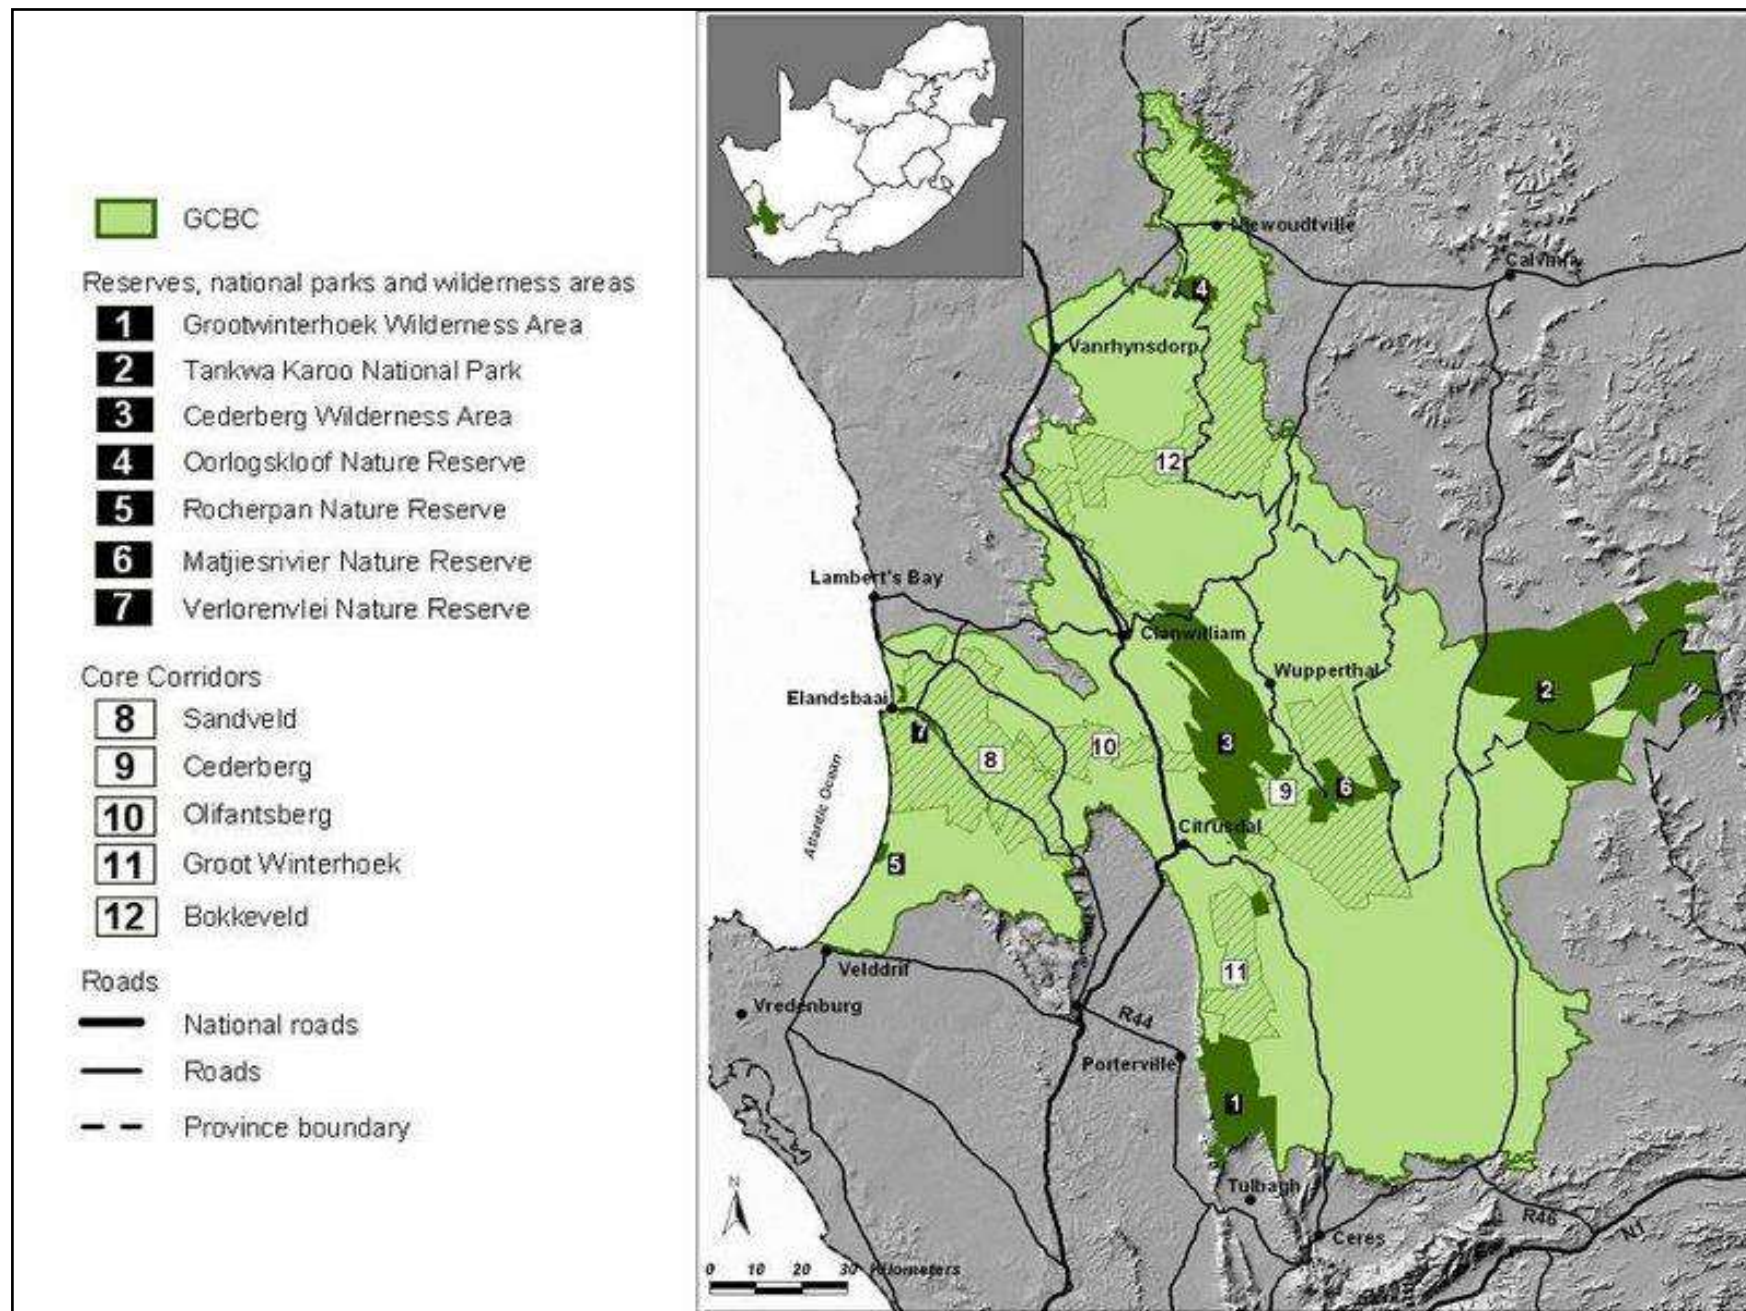 GCBC
Reserves, national parks and wilderness areas
1 Grootwinterhoek Wilderness Area
2 Tankwa Karoo National Park
3 Cederberg Wilderness Area
4 Oorlogskloof Nature Reserve
5 Rocherpan Nature Reserve
6 Matjiesrivier Nature Reserve
7 Verlorenvlei Nature Reserve
Core Corridors
8 Sandveld
9 Cederberg
10 Olifantsberg
11 Groot Winterhoek
12 Bokkeveld
Roads
National roads
Roads
Province boundary
Niewoudtville
Calvinia
4
Vanrhynsdorp
12
Lambert's Bay
Clanwilliam
Wupperthal
2
Elandsbaai
7
8
10
3
9
6
Atlantic Ocean
Citrusdal
5
11
Velddrif
Vredenburg
R44
Porterville
1
N
Tulbagh
R46
N1
Ceres
0 10 20 30 Kilometers